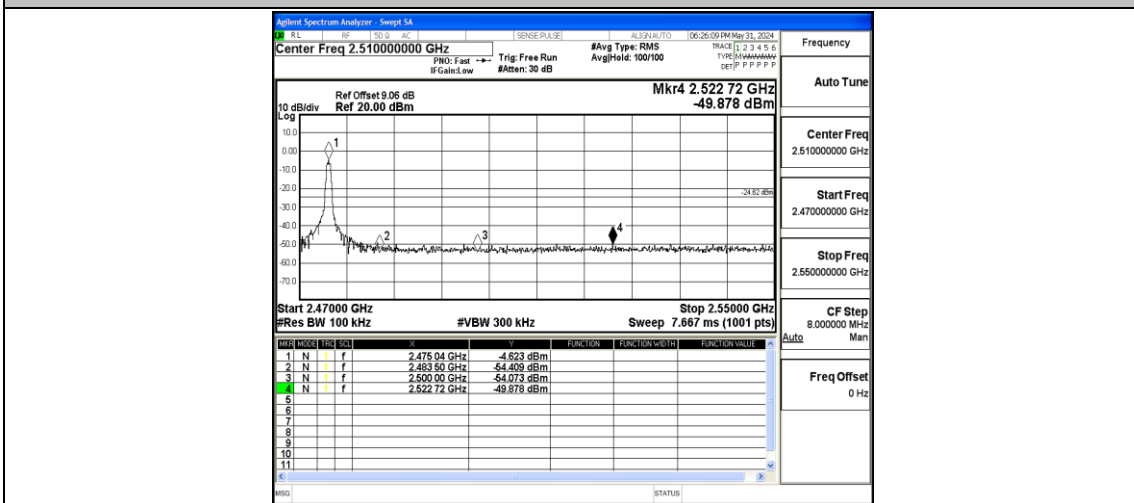 Agilent Spectrum Analyzer - Swept SA
RL RF 50 Ω AC SENSE:PULSE ALIGN AUTO 06:26:09 PM May 31, 2024
Center Freq 2.510000000 GHz
PNO: Fast
IFGain:Low
Trig: Free Run
#Atten: 30 dB
#Avg Type: RMS
Avg|Hold: 100/100
TRACE 1 2 3 4 5 6
TYPE M WWWWW
DET P P P P P P
Frequency
Ref Offset 9.06 dB
10 dB/div Ref 20.00 dBm
Log
Mkr4 2.522 72 GHz
-49.878 dBm
10.0
0.00
-10.0
-20.0
-30.0
-40.0
-50.0
-60.0
-70.0
1
2
3
4
-24.62 dBm
Start 2.47000 GHz Stop 2.55000 GHz
#Res BW 100 kHz #VBW 300 kHz Sweep 7.667 ms (1001 pts)
MKR MODE TRC SCL X Y FUNCTION FUNCTION WIDTH FUNCTION VALUE
1 N 1 f 2.475 04 GHz -4.623 dBm
2 N 1 f 2.483 50 GHz -54.409 dBm
3 N 1 f 2.500 00 GHz -54.073 dBm
4 N 1 f 2.522 72 GHz -49.878 dBm
5
6
7
8
9
10
11
MSG STATUS
Auto Tune
Center Freq
2.510000000 GHz
Start Freq
2.470000000 GHz
Stop Freq
2.550000000 GHz
CF Step
8.000000 MHz
Auto Man
Freq Offset
0 Hz